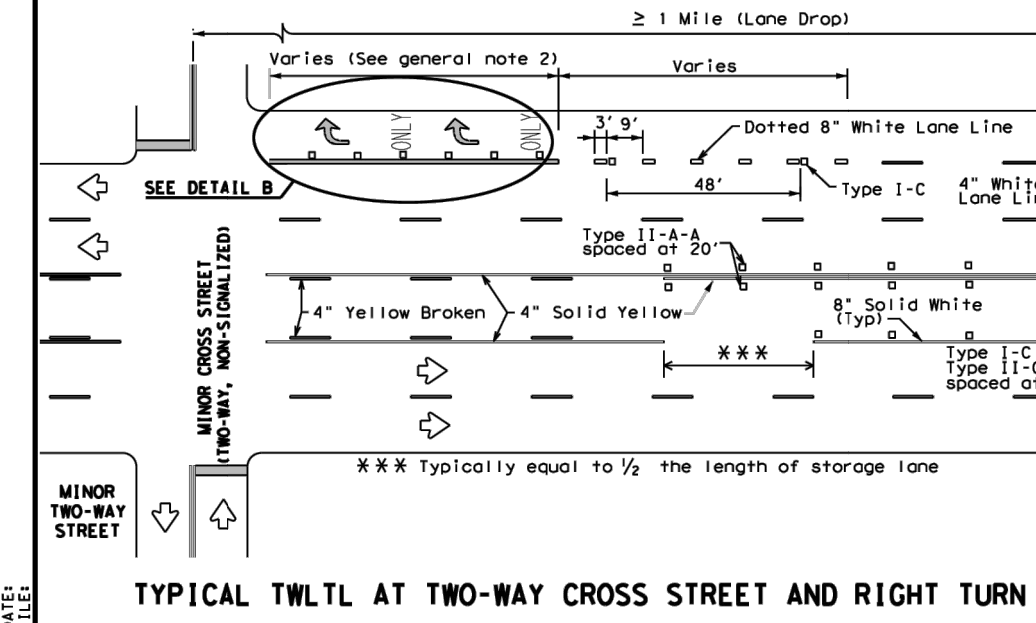 ≥ 1 Mile (Lane Drop)
Varies (See general note 2)
Varies
ONLY
ONLY
3' 9'
Dotted 8" White Lane Line
SEE DETAIL B
48'
Type I-C
4" White
Lane Li
Type II-A-A
spaced at 20'
4" Yellow Broken
4" Solid Yellow
8" Solid White
(Typ)
MINOR CROSS STREET
(TWO-WAY, NON-SIGNALIZED)
***
Type I-C
Type II-C
spaced at
*** Typically equal to ½ the length of storage lane
MINOR
TWO-WAY
STREET
DATE:
ILE:
TYPICAL TWLTL AT TWO-WAY CROSS STREET AND RIGHT TURN